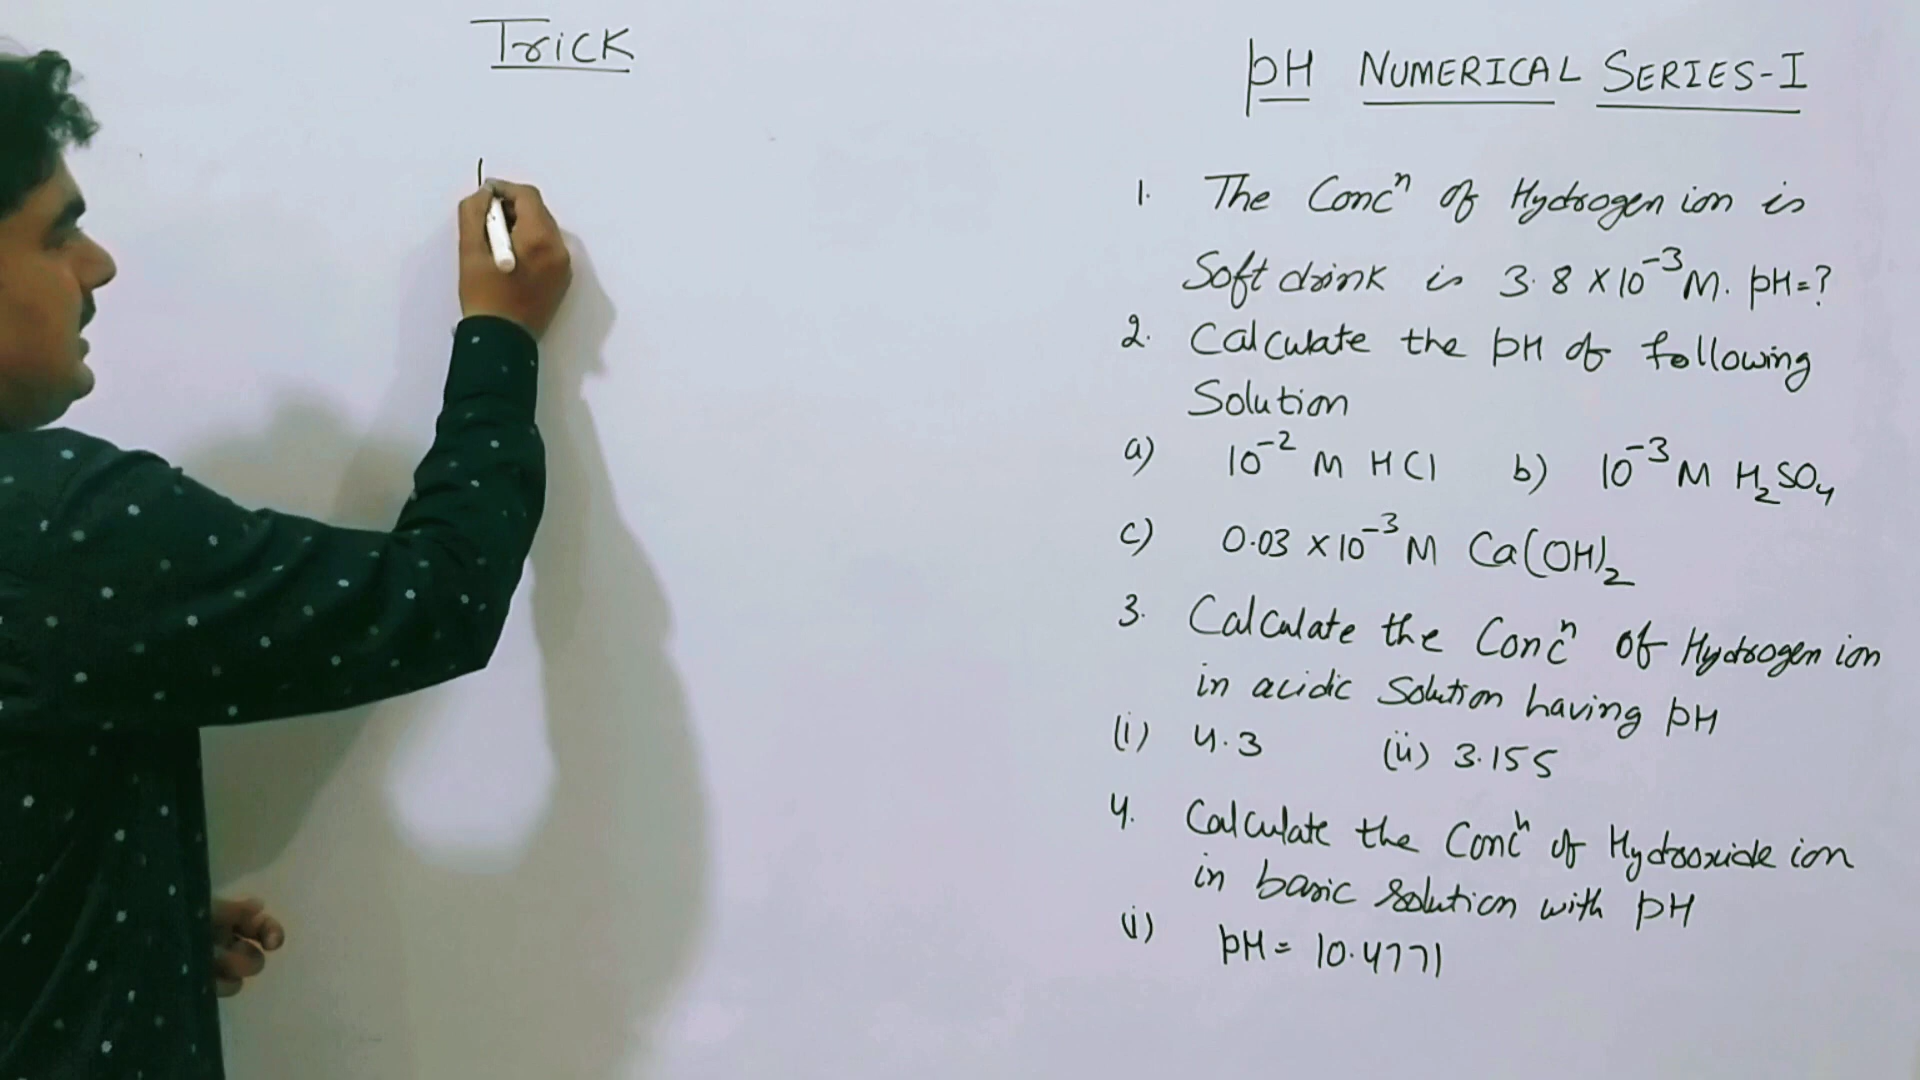 Trick
pH NUMERICAL SERIES-I
1. The Concⁿ of Hydrogen ion is
Soft drink is 3.8 × 10⁻³ M. pH=?
2. Calculate the pH of following
Solution
a) 10⁻² M HCl b) 10⁻³ M H₂SO₄
c) 0.03 × 10⁻³ M Ca(OH)₂
3. Calculate the Concⁿ of Hydrogen ion
in acidic Solution having pH
(i) 4.3 (ii) 3.155
4. Calculate the Concⁿ of Hydrooxide ion
in basic solution with pH
(i) pH = 10.4771